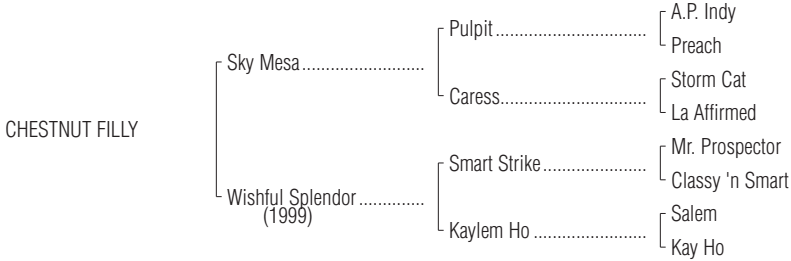 A.P. Indy
Pulpit
Preach
Sky Mesa
Storm Cat
Caress
La Affirmed
CHESTNUT FILLY
Mr. Prospector
Smart Strike
Classy 'n Smart
Wishful Splendor
(1999)
Salem
Kaylem Ho
Kay Ho